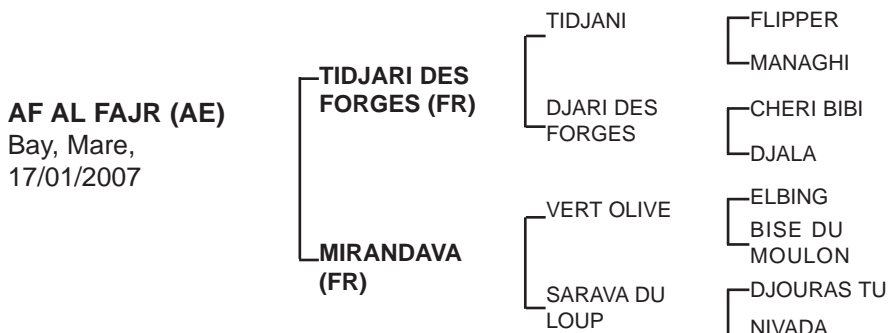 AF AL FAJR (AE)
Bay, Mare,
17/01/2007
TIDJARI DES
FORGES (FR)
MIRANDAVA
(FR)
TIDJANI
DJARI DES
FORGES
VERT OLIVE
SARAVA DU
LOUP
FLIPPER
MANAGHI
CHERI BIBI
DJALA
ELBING
BISE DU
MOULON
DJOURAS TU
NIVADA